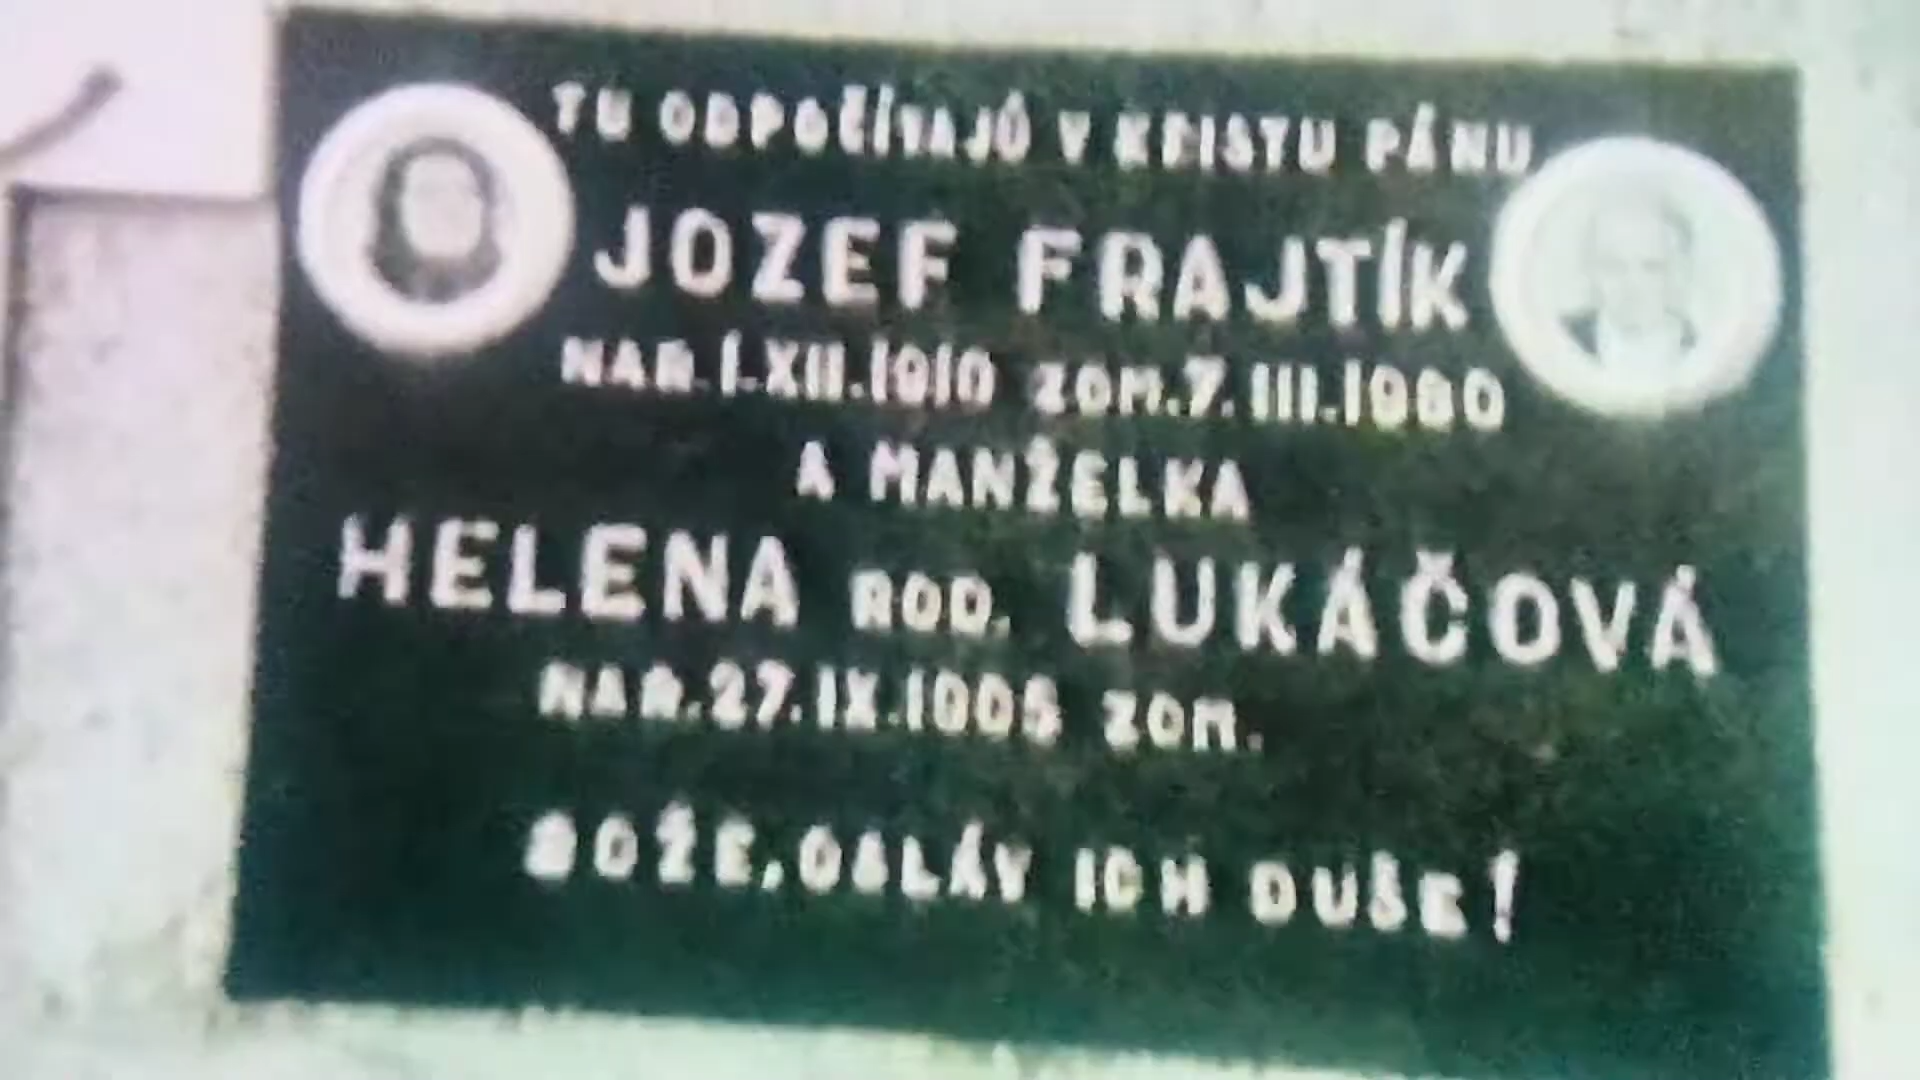 TU ODPOČÍVAJÚ V KRISTU PÁNU
JOZEF FRAJTÍK
NAR. 1.XII.1910 ZOM.7.III.1980
A MANŽELKA
HELENA ROD. LUKÁČOVÁ
NAR.27.IX.1905 ZOM.
BOŽE,OSLÁV ICH DUŠE!